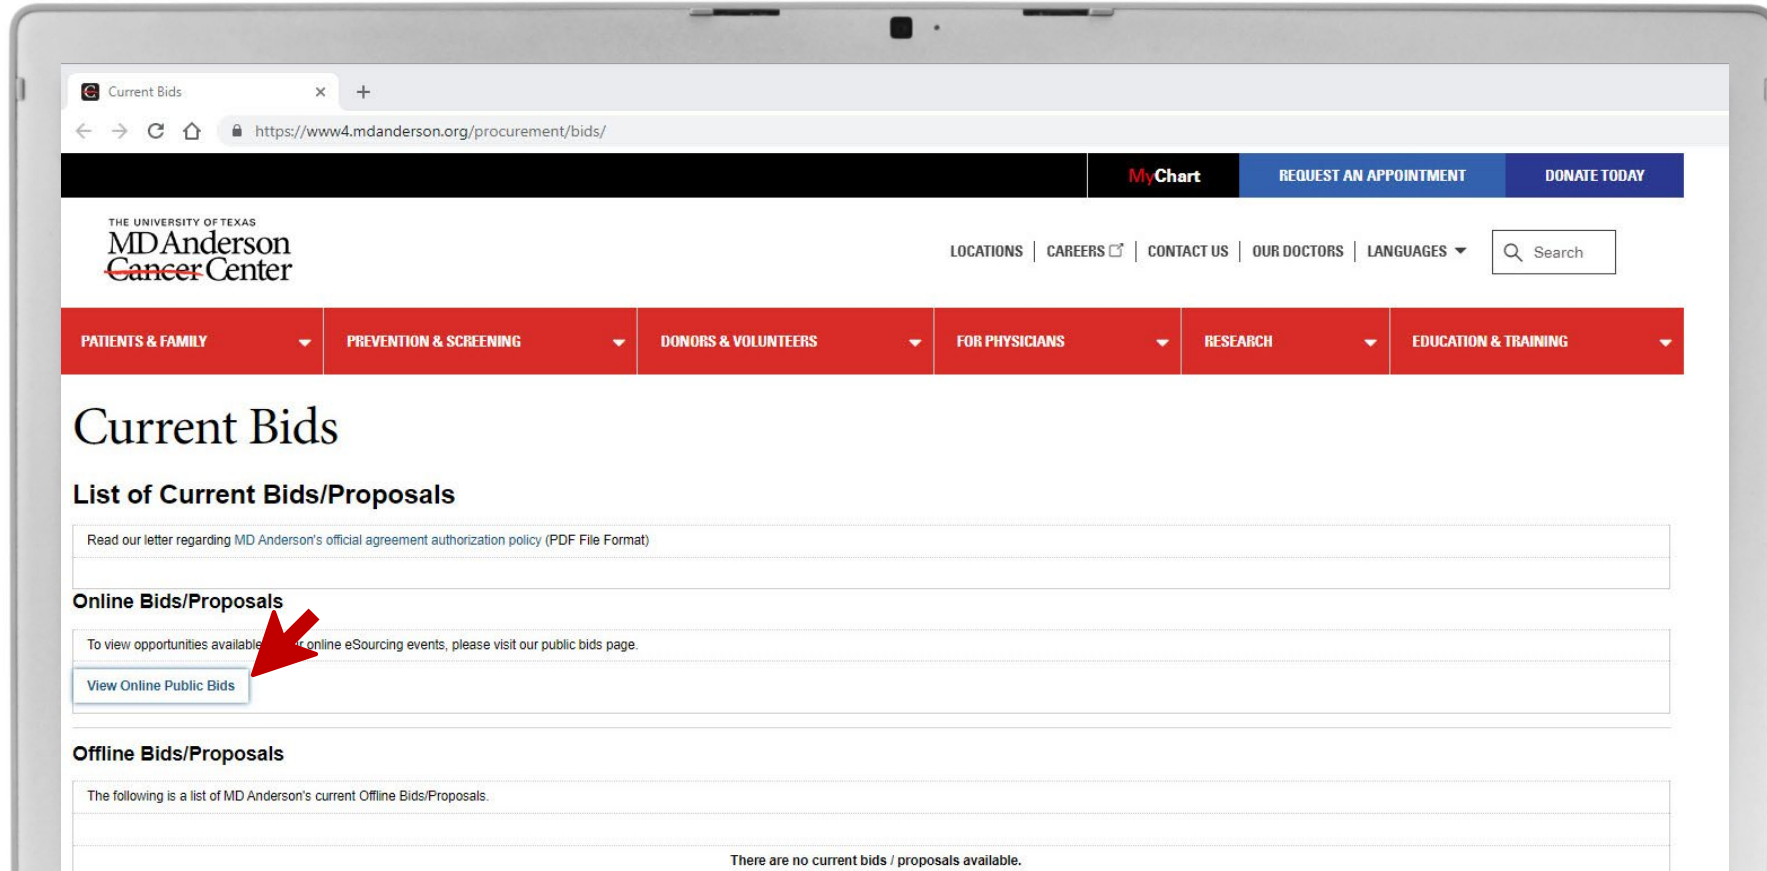 Current Bids
https://www4.mdanderson.org/procurement/bids/
MyChart REQUEST AN APPOINTMENT DONATE TODAY
THE UNIVERSITY OF TEXAS
MD Anderson
Cancer Center
LOCATIONS CAREERS CONTACT US OUR DOCTORS LANGUAGES Search
PATIENTS & FAMILY PREVENTION & SCREENING DONORS & VOLUNTEERS FOR PHYSICIANS RESEARCH EDUCATION & TRAINING
Current Bids
List of Current Bids/Proposals
Read our letter regarding MD Anderson's official agreement authorization policy (PDF File Format)
Online Bids/Proposals
To view opportunities available online eSourcing events, please visit our public bids page.
View Online Public Bids
Offline Bids/Proposals
The following is a list of MD Anderson's current Offline Bids/Proposals.
There are no current bids / proposals available.